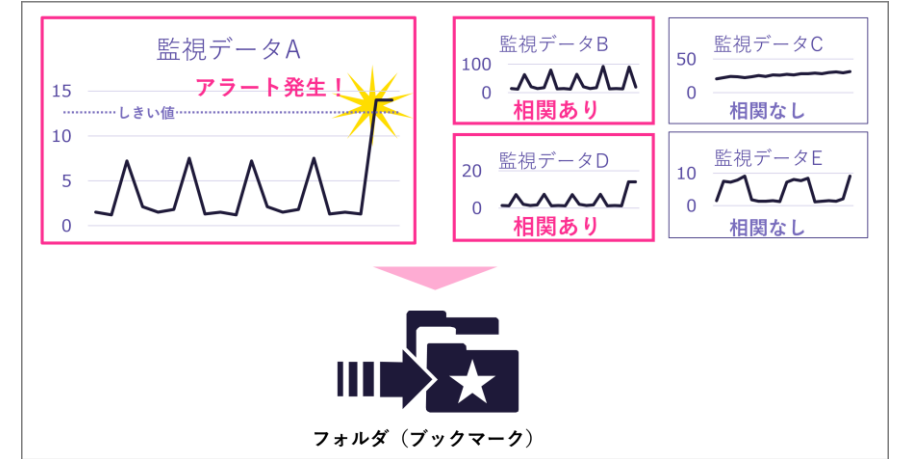 監視データA
アラート発生！
15
しきい値
10
5
0
監視データB
100
0
相関あり
監視データC
50
0
相関なし
監視データD
20
0
相関あり
監視データE
10
0
相関なし
フォルダ（ブックマーク）